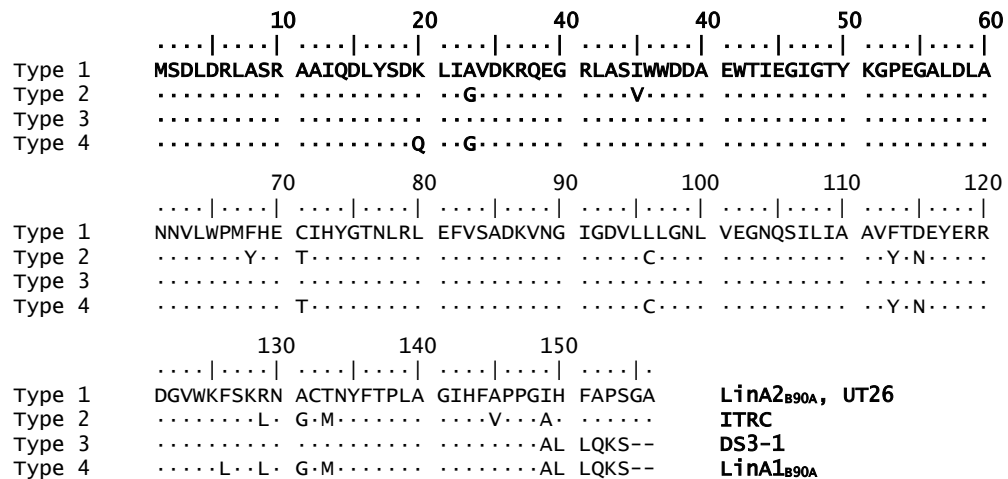 10 20 40 40 50 60
····|····| ····|····| ····|····| ····|····| ····|····| ····|····|
Type 1 MSDLDRLASR AAIQDLYSDK LIAVDKRQEG RLASIWWDDA EWTIEGIGTY KGPEGALDLA
Type 2 ·········· ·········· ··G······· ····V····· ·········· ··········
Type 3 ·········· ·········· ·········· ·········· ·········· ··········
Type 4 ·········· ·········Q ··G······· ·········· ·········· ··········
70 80 90 100 110 120
····|····| ····|····| ····|····| ····|····| ····|····| ····|····|
Type 1 NNVLWPMFHE CIHYGTNLRL EFVSADKVNG IGDVLLLGNL VEGNQSILIA AVFTDEYERR
Type 2 ·······Y·· T········· ·········· ······C··· ·········· ··Y·N·····
Type 3 ·········· ·········· ·········· ·········· ·········· ··········
Type 4 ·········· T········· ·········· ······C··· ·········· ··Y·N·····
130 140 150
····|····| ····|····| ····|····| ····|·
Type 1 DGVWKFSKRN ACTNYFTPLA GIHFAPPGIH FAPSGA LinA2B90A, UT26
Type 2 ········L· G·M······· ····V···A· ······ ITRC
Type 3 ·········· ·········· ········AL LQKS-- DS3-1
Type 4 ·····L··L· G·M······· ········AL LQKS-- LinA1B90A